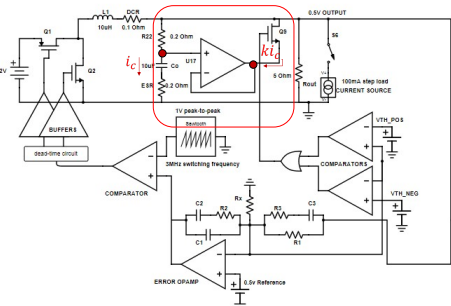 L1
DCR
10uH
0.1 Ohm
Q1
Q2
2V
R22
0.2 Ohm
10uf
Co
U17
ESR
0.2 Ohm
i_c
ki_c
Q9
0.5V OUTPUT
S6
5 Ohm
Rout
V+
100mA step load
CURRENT SOURCE
BUFFERS
dead-time circuit
1V peak-to-peak
Sawtooth
5MHz switching frequency
COMPARATOR
VTH_POS
COMPARATORS
VTH_NEG
C2
R2
C1
Rx
R3
C3
R1
ERROR OPAMP
0.5v Reference